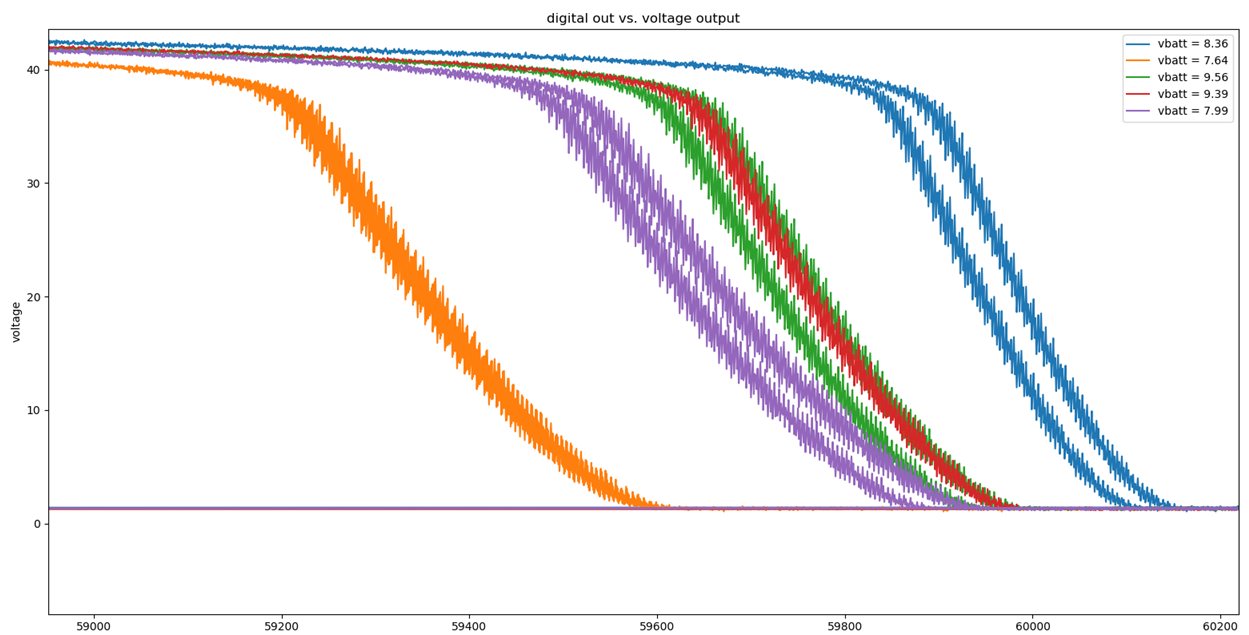 digital out vs. voltage output
vbatt = 8.36
vbatt = 7.64
vbatt = 9.56
vbatt = 9.39
vbatt = 7.99
voltage
40
30
20
10
0
59000 59200 59400 59600 59800 60000 60200